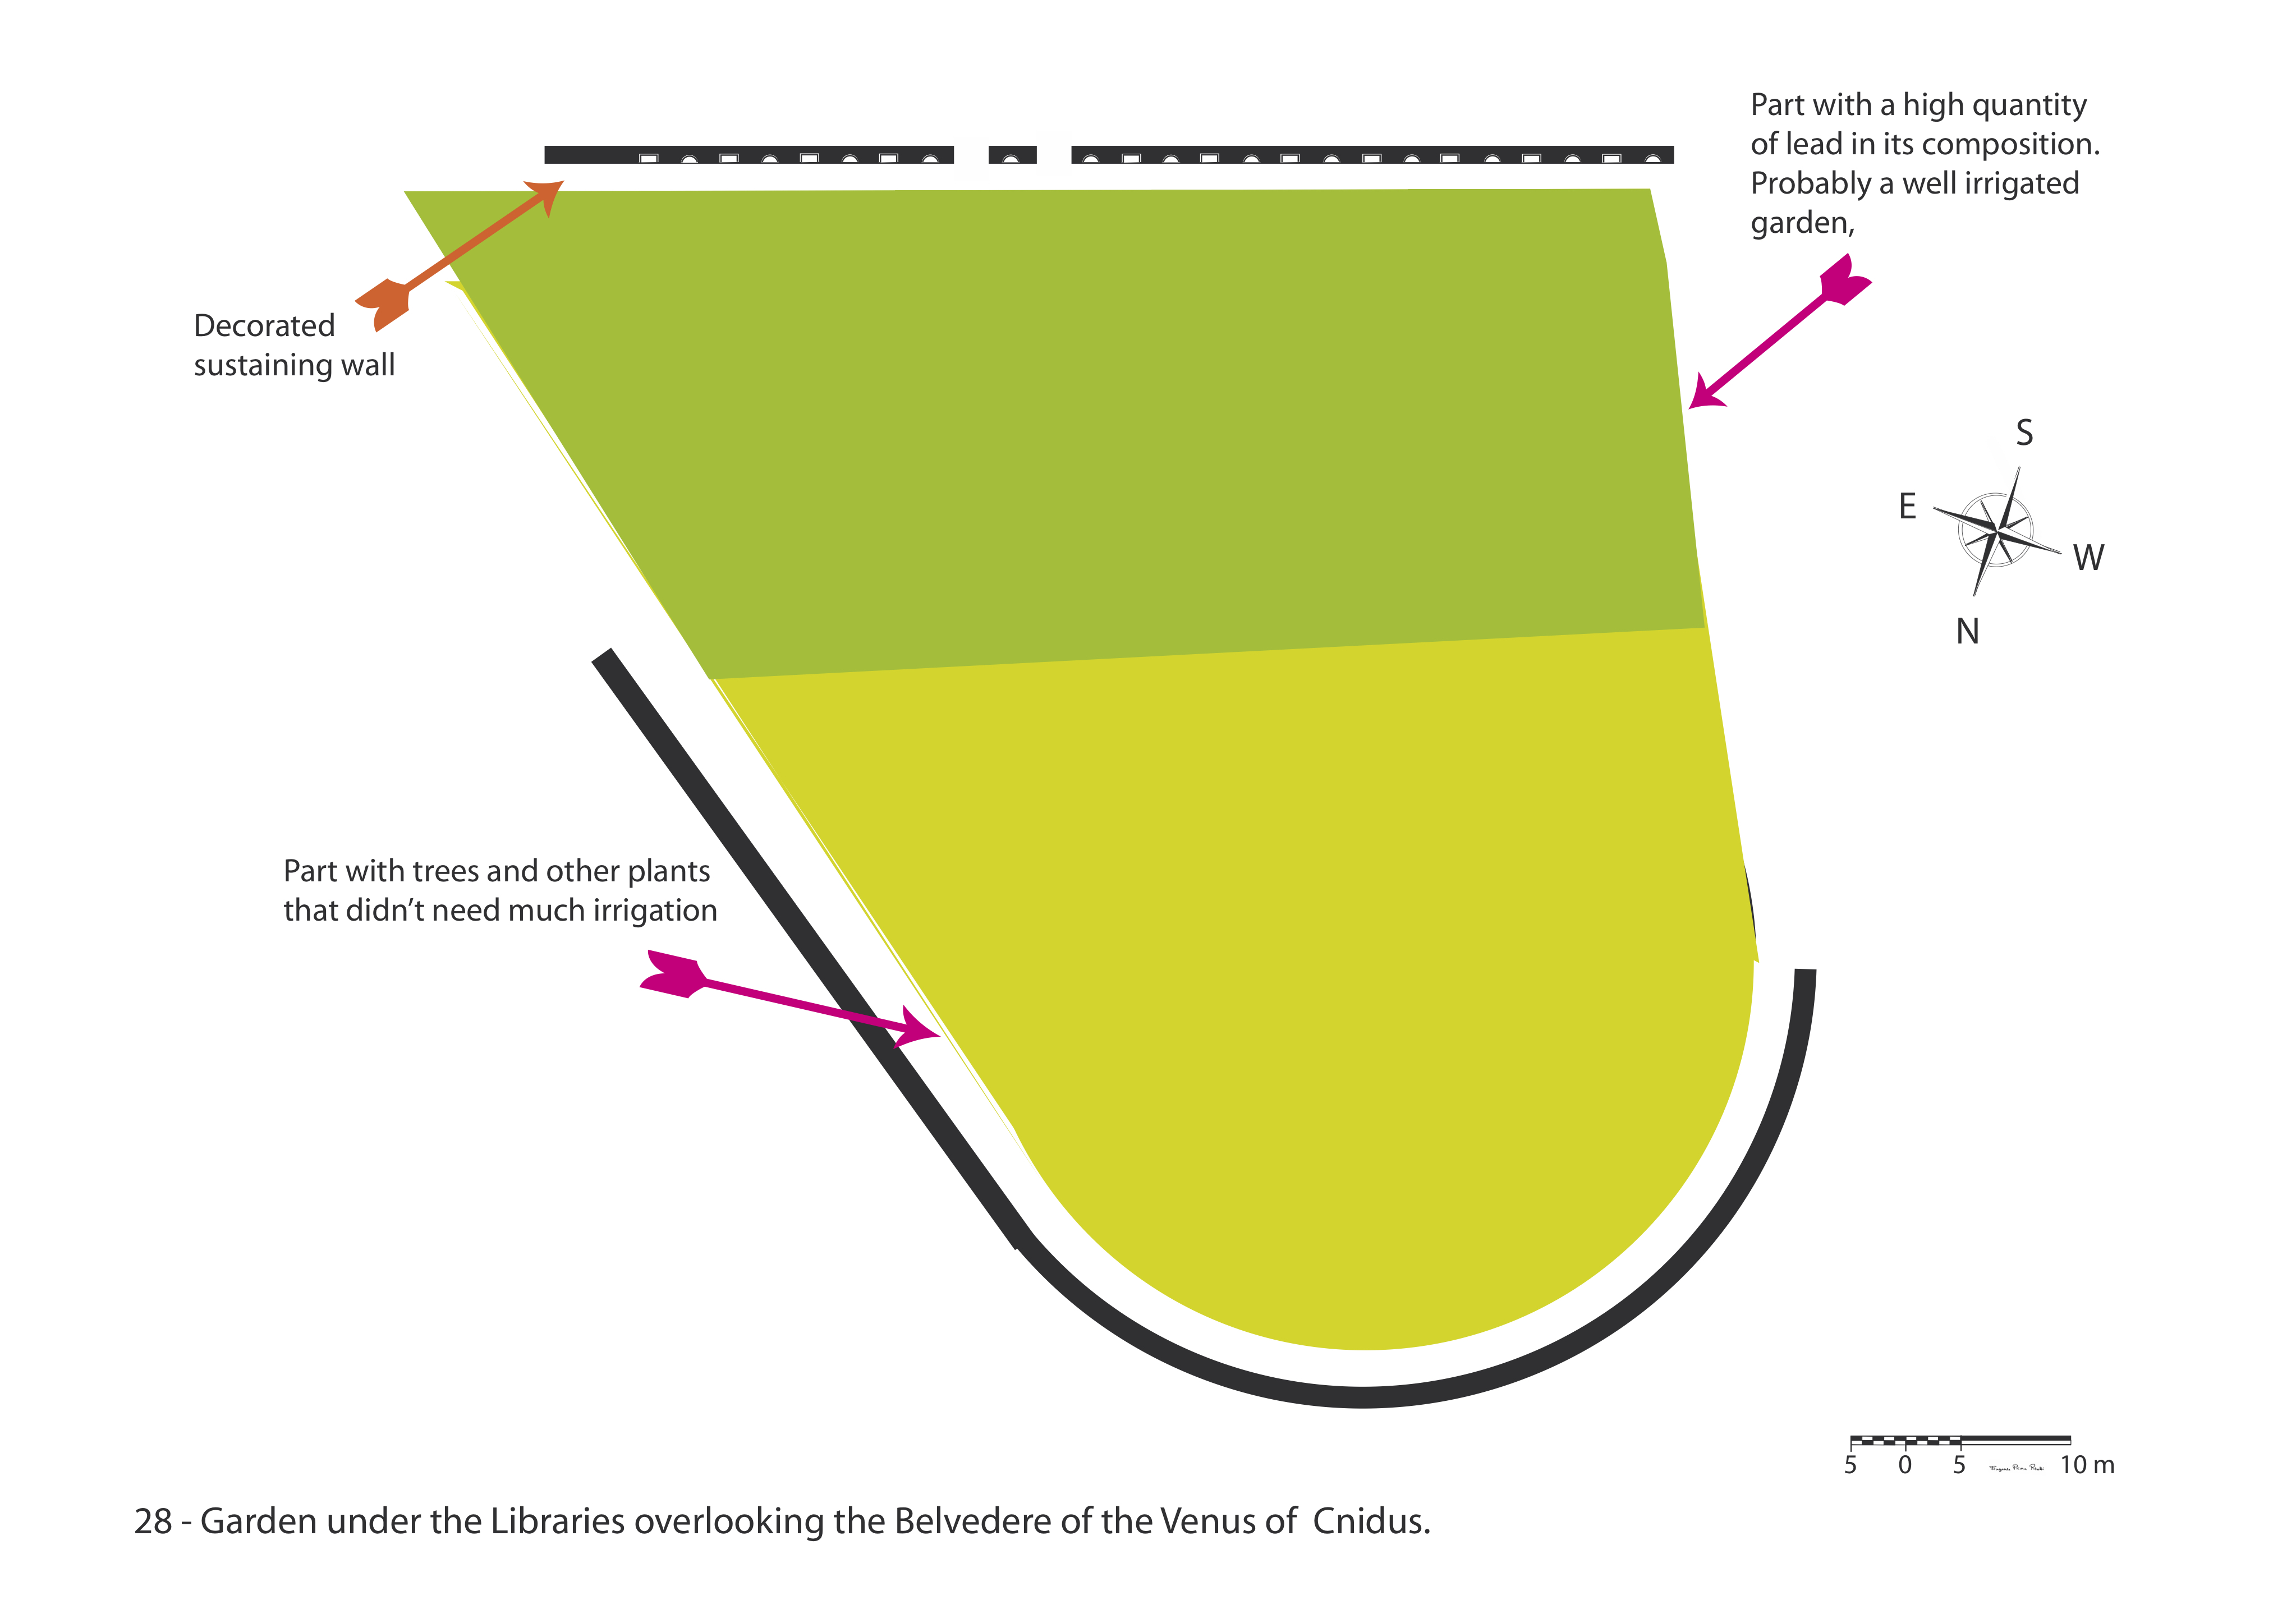 Part with a high quantity
of lead in its composition.
Probably a well irrigated
garden,
Decorated
sustaining wall
S
E
W
N
Part with trees and other plants
that didn't need much irrigation
5 0 5 10 m
28 - Garden under the Libraries overlooking the Belvedere of the Venus of Cnidus.